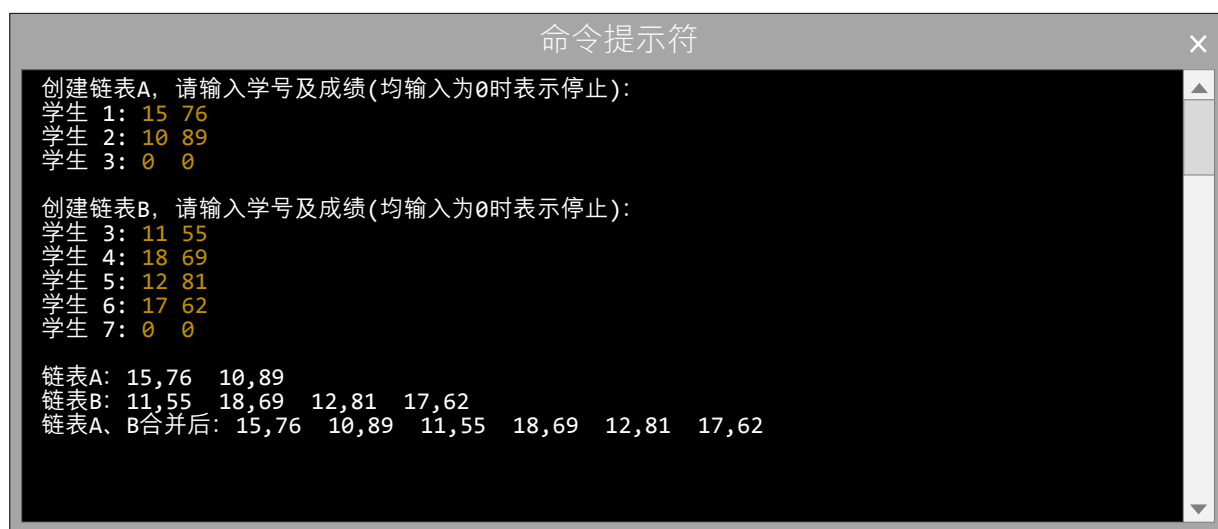 命令提示符
创建链表A, 请输入学号及成绩(均输入为0时表示停止):
学生 1: 15 76
学生 2: 10 89
学生 3: 0 0
创建链表B, 请输入学号及成绩(均输入为0时表示停止):
学生 3: 11 55
学生 4: 18 69
学生 5: 12 81
学生 6: 17 62
学生 7: 0 0
链表A: 15,76 10,89
链表B: 11,55 18,69 12,81 17,62
链表A、B合并后: 15,76 10,89 11,55 18,69 12,81 17,62